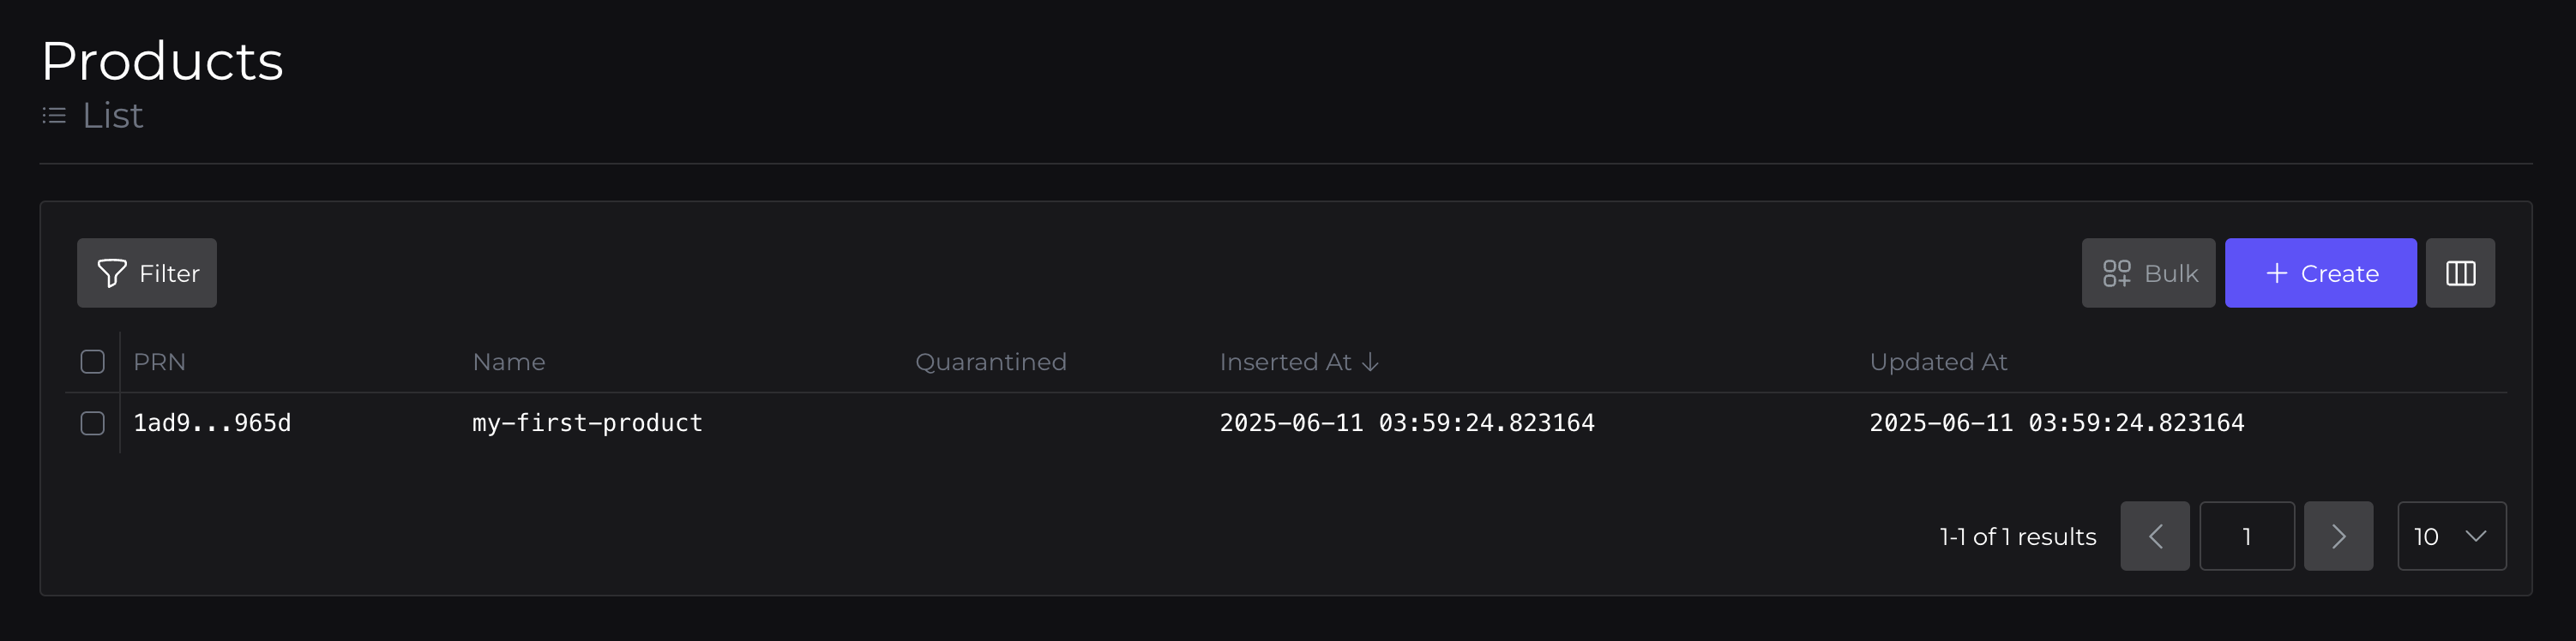 Products
List
Filter
Bulk
Create
PRN Name Quarantined Inserted At Updated At
1ad9...965d my-first-product 2025-06-11 03:59:24.823164 2025-06-11 03:59:24.823164
1-1 of 1 results 1 10